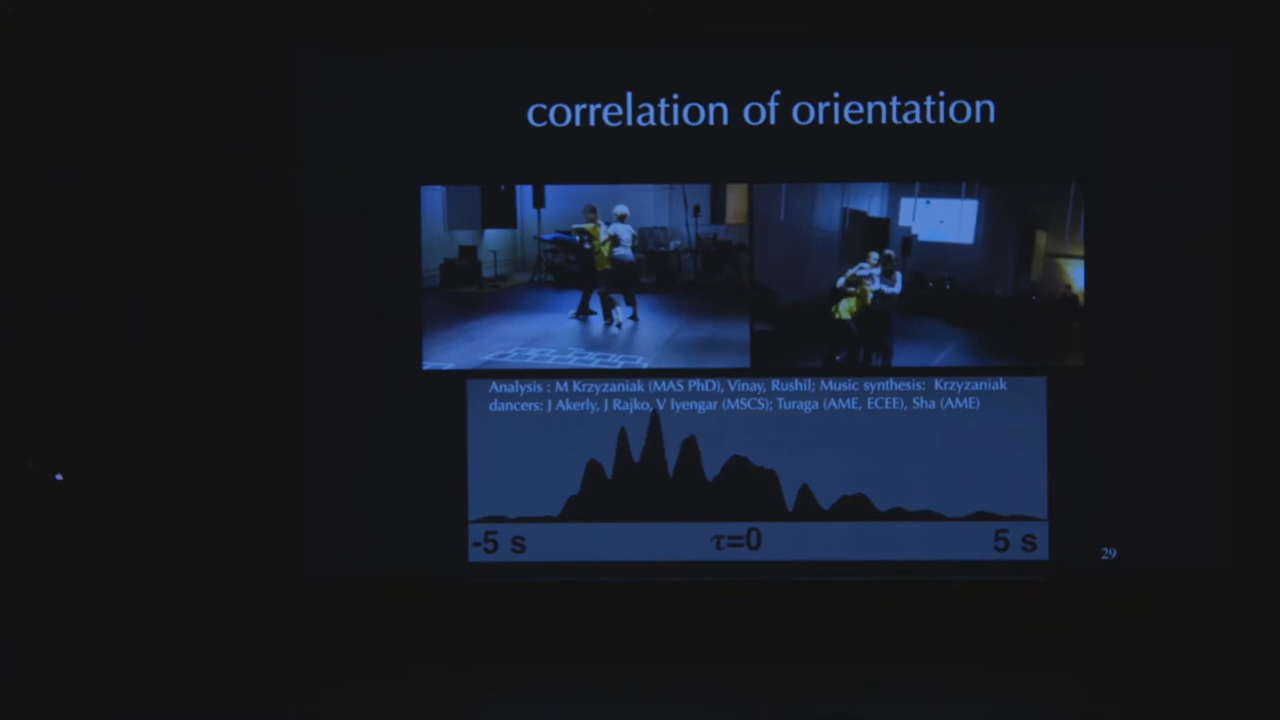 correlation of orientation
Analysis : M Krzyzaniak (MAS PhD), Vinay, Rushil; Music synthesis: Krzyzaniak
dancers: J Akerly, J Rajko, V Iyengar (MSCS); Turaga (AME, ECEE), Sha (AME)
-5 s τ=0 5 s
29